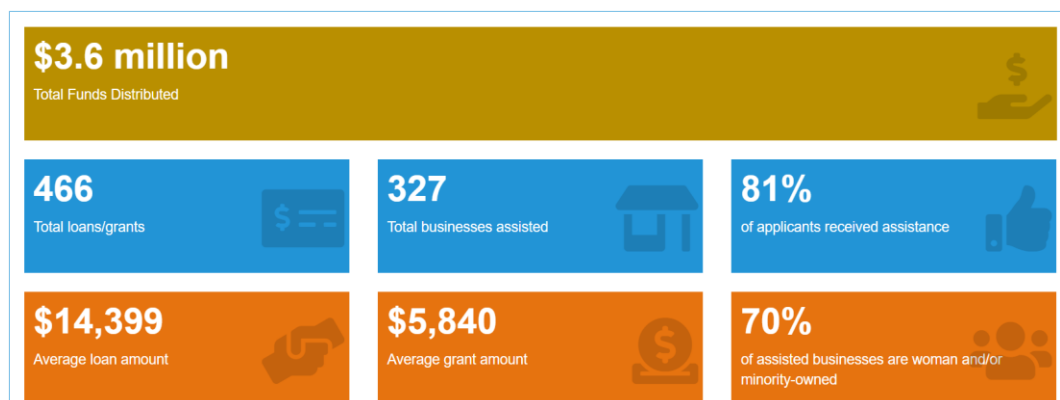 $3.6 million
Total Funds Distributed
466
Total loans/grants
327
Total businesses assisted
81%
of applicants received assistance
$14,399
Average loan amount
$5,840
Average grant amount
70%
of assisted businesses are woman and/or
minority-owned